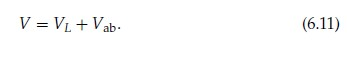 V = V_L + V_ab. (6.11)